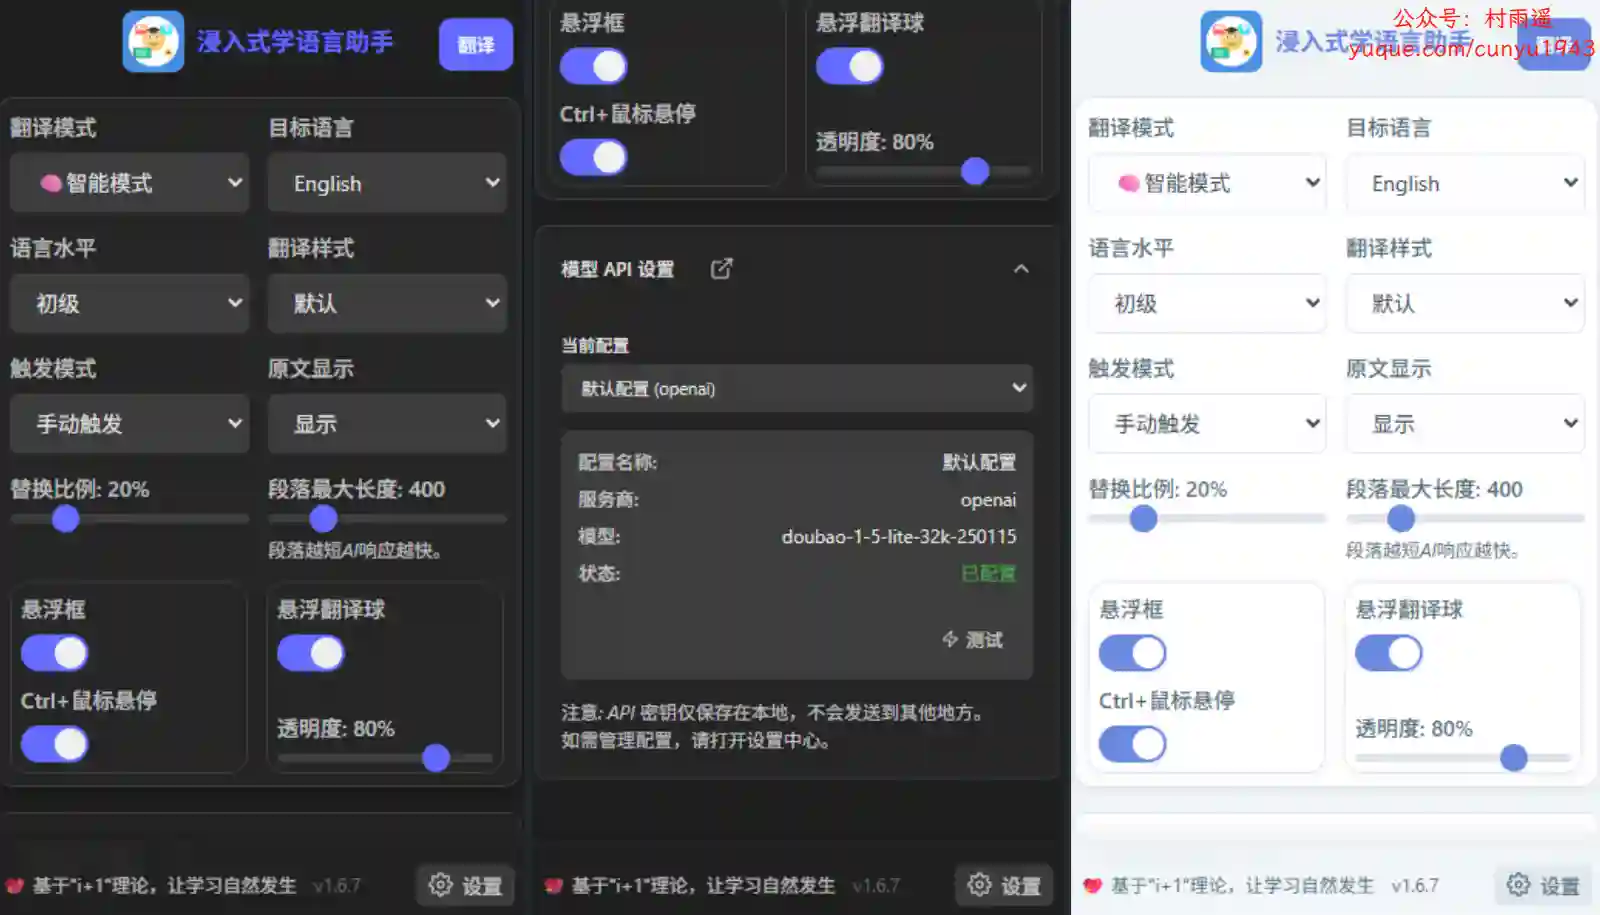 浸入式学语言助手
翻译
翻译模式
目标语言
智能模式
English
语言水平
翻译样式
初级
默认
触发模式
原文显示
手动触发
显示
替换比例: 20%
段落最大长度: 400
段落越短AI响应越快。
悬浮框
悬浮翻译球
Ctrl+鼠标悬停
透明度: 80%
基于"i+1"理论，让学习自然发生
v1.6.7
设置
悬浮框
悬浮翻译球
Ctrl+鼠标悬停
透明度: 80%
模型 API 设置
当前配置
默认配置 (openai)
配置名称:
默认配置
服务商:
openai
模型:
doubao-1-5-lite-32k-250115
状态:
已配置
测试
注意: API 密钥仅保存在本地，不会发送到其他地方。
如需管理配置，请打开设置中心。
基于"i+1"理论，让学习自然发生
v1.6.7
设置
公众号：村雨遥
yuque.com/cunyu1943
浸入式学语言助手
翻译模式
目标语言
智能模式
English
语言水平
翻译样式
初级
默认
触发模式
原文显示
手动触发
显示
替换比例: 20%
段落最大长度: 400
段落越短AI响应越快。
悬浮框
悬浮翻译球
Ctrl+鼠标悬停
透明度: 80%
基于"i+1"理论，让学习自然发生
v1.6.7
设置